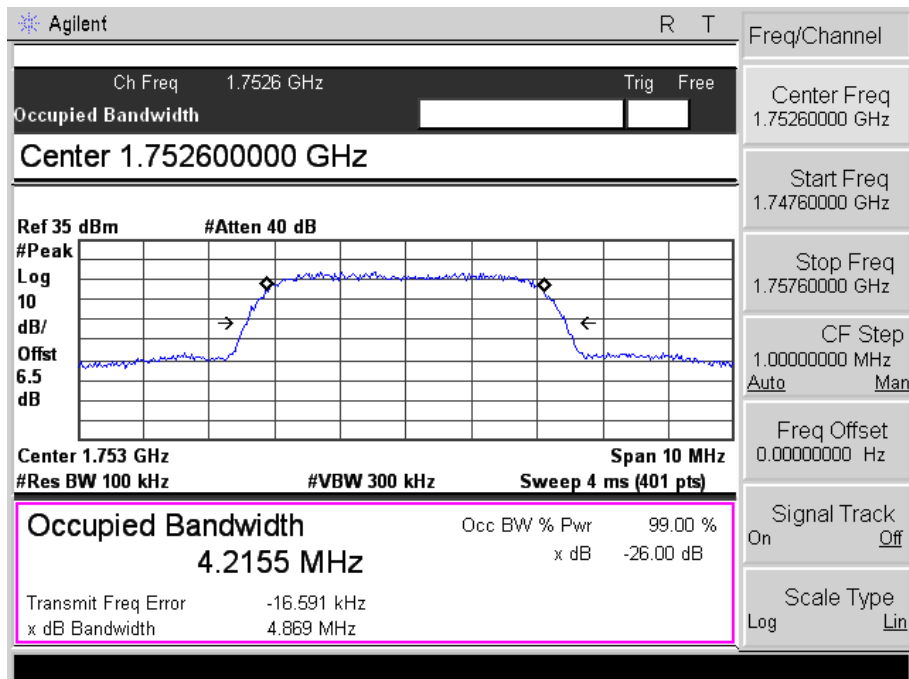 Agilent R T
Ch Freq 1.7526 GHz Trig Free
Occupied Bandwidth
Center 1.752600000 GHz
Ref 35 dBm #Atten 40 dB
#Peak
Log
10
dB/
Offst
6.5
dB
Center 1.753 GHz Span 10 MHz
#Res BW 100 kHz #VBW 300 kHz Sweep 4 ms (401 pts)
Occupied Bandwidth Occ BW % Pwr 99.00 %
4.2155 MHz x dB -26.00 dB
Transmit Freq Error -16.591 kHz
x dB Bandwidth 4.869 MHz
Freq/Channel
Center Freq
1.75260000 GHz
Start Freq
1.74760000 GHz
Stop Freq
1.75760000 GHz
CF Step
1.00000000 MHz
Auto Man
Freq Offset
0.00000000 Hz
Signal Track
On Off
Scale Type
Log Lin